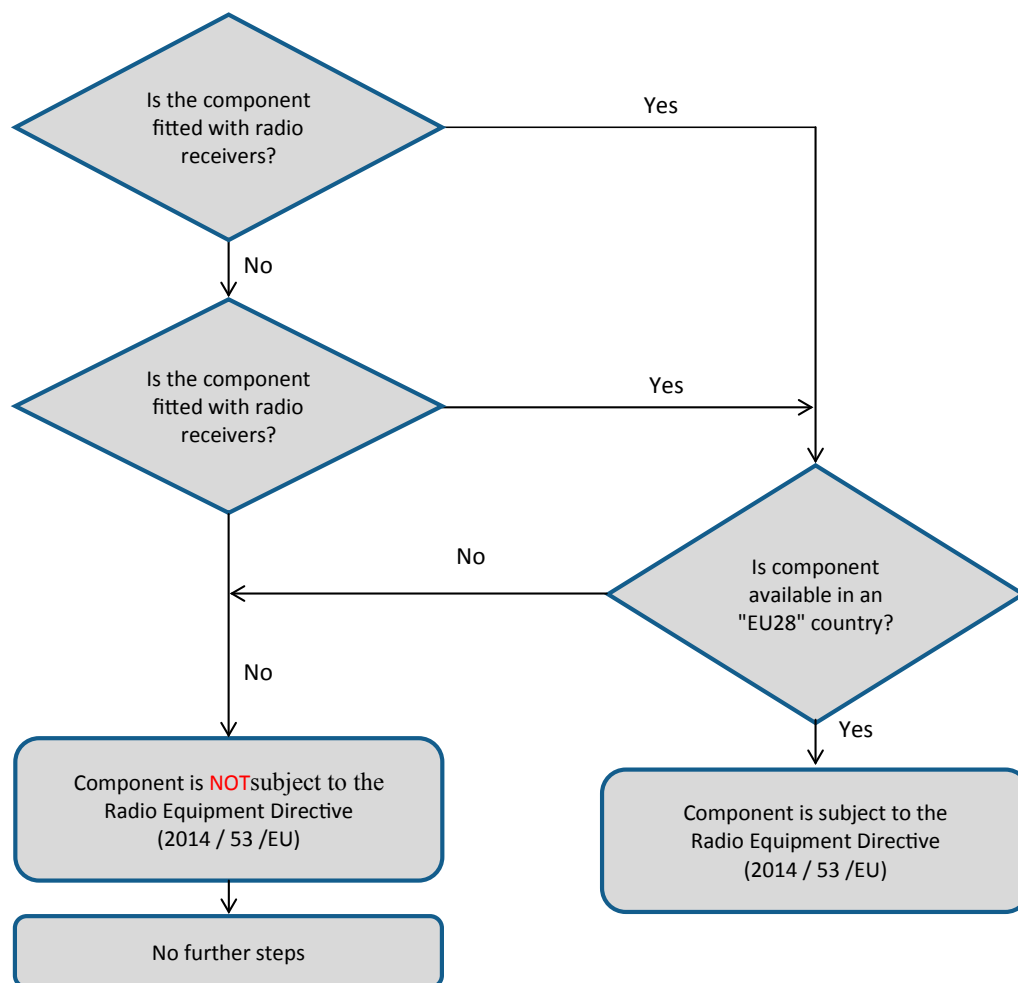 Is the component
fitted with radio
receivers?
Yes
No
Is the component
fitted with radio
receivers?
Yes
No
Is component
available in an
"EU28" country?
No
Yes
Component is NOTsubject to the
Radio Equipment Directive
(2014 / 53 /EU)
Component is subject to the
Radio Equipment Directive
(2014 / 53 /EU)
No further steps